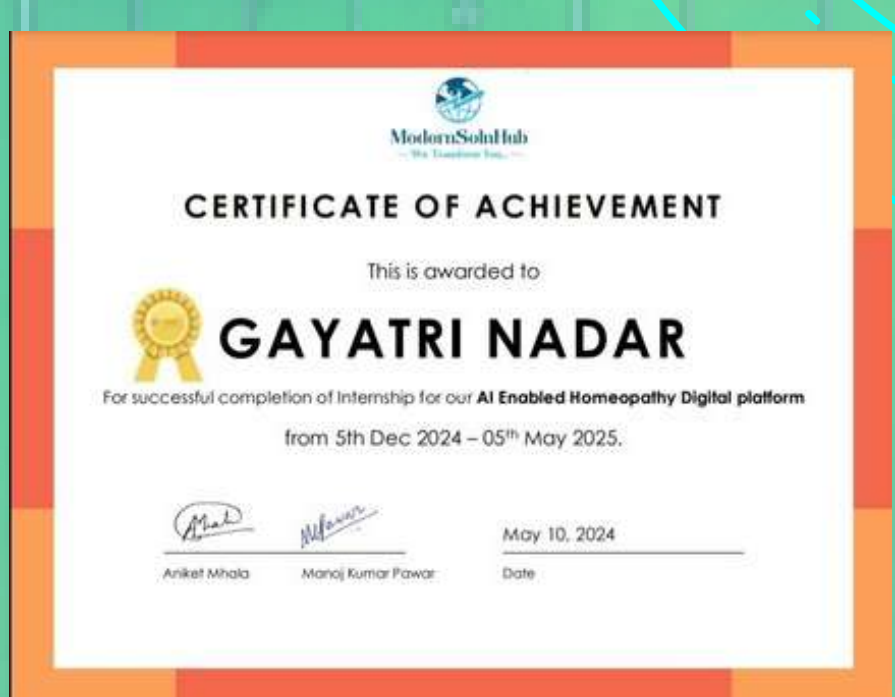 ModernSolnHub
CERTIFICATE OF ACHIEVEMENT
This is awarded to
GAYATRI NADAR
For successful completion of Internship for our AI Enabled Homeopathy Digital platform
from 5th Dec 2024 – 05th May 2025.
May 10, 2024
Aniket Mhala Manoj Kumar Pawar Date